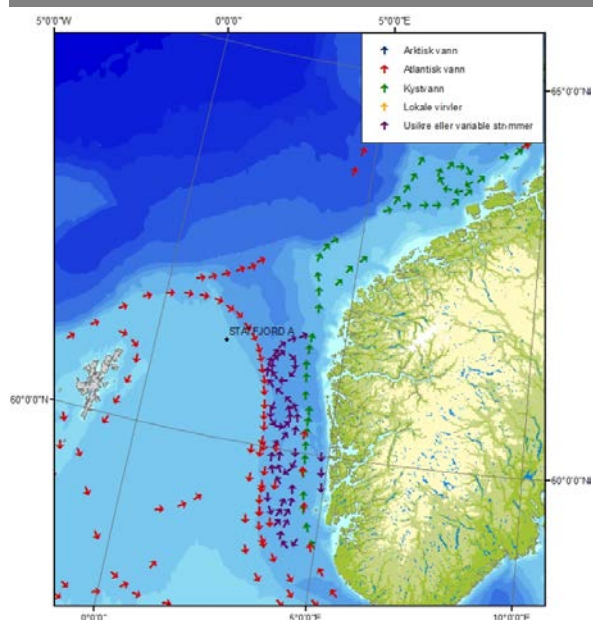 5°0'0"W
0°0'0"
5°0'0"E
Arktisk vann
Atlantisk vann
Kystvann
Lokale virvler
Usikre eller variable strømmer
65°0'0"N
STATFJORD A
60°0'0"N
60°0'0"N
0°0'0"
5°0'0"E
10°0'0"E